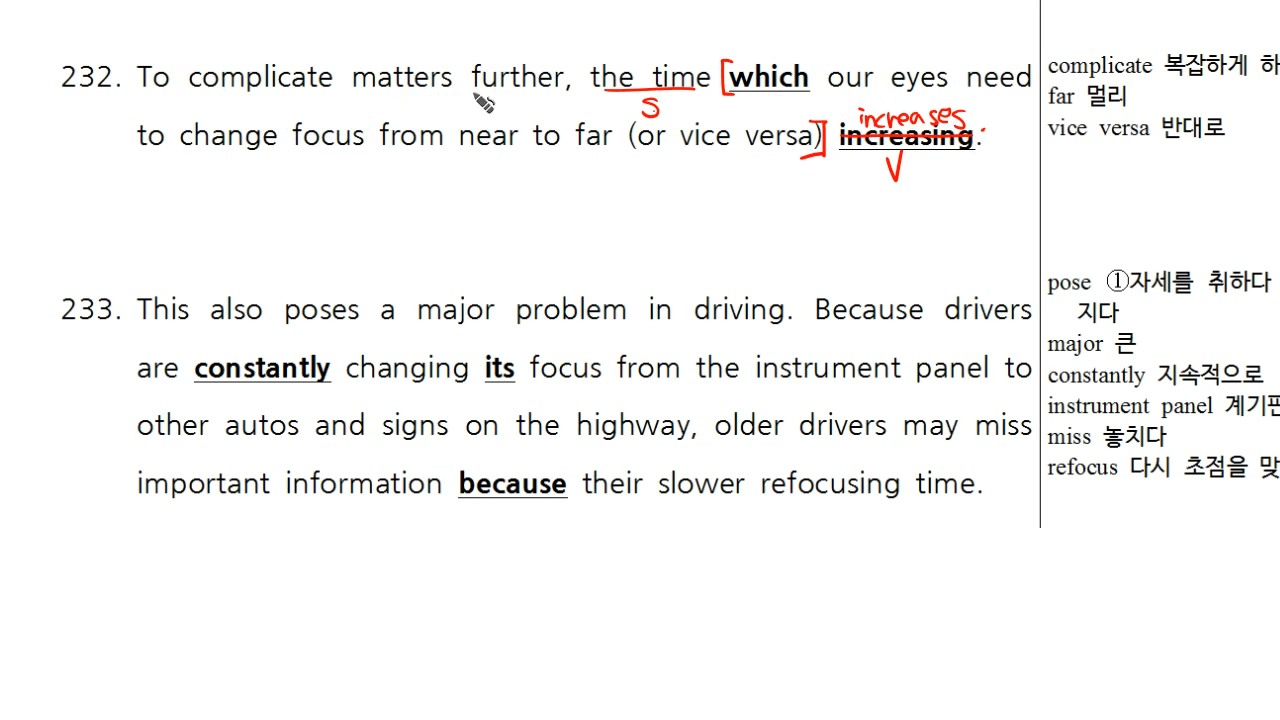 232. To complicate matters further, the time [which our eyes need
S
increases.
to change focus from near to far (or vice versa)] increasing.
V
complicate 복잡하게 하
far 멀리
vice versa 반대로
233. This also poses a major problem in driving. Because drivers
are constantly changing its focus from the instrument panel to
other autos and signs on the highway, older drivers may miss
important information because their slower refocusing time.
pose ①자세를 취하다
지다
major 큰
constantly 지속적으로
instrument panel 계기판
miss 놓치다
refocus 다시 초점을 맞